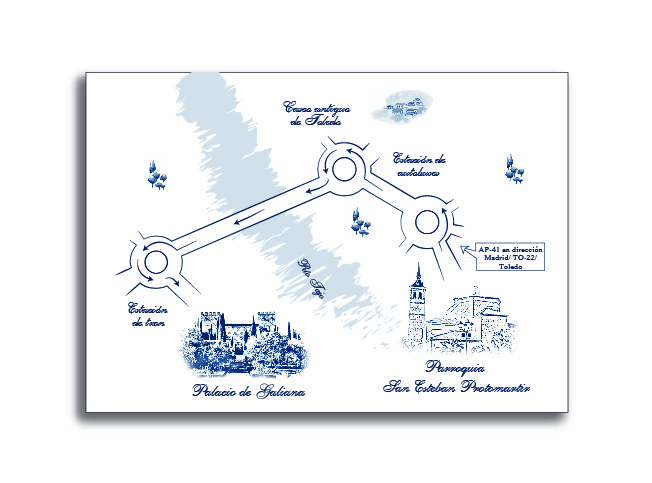 Casco antiguo
de Toledo
Estación de
autobuses
AP-41 en dirección
Madrid/ TO-22/
Toledo
Río Tajo
Estación
de tren
Parroquia
San Esteban Protomartir
Palacio de Galiana